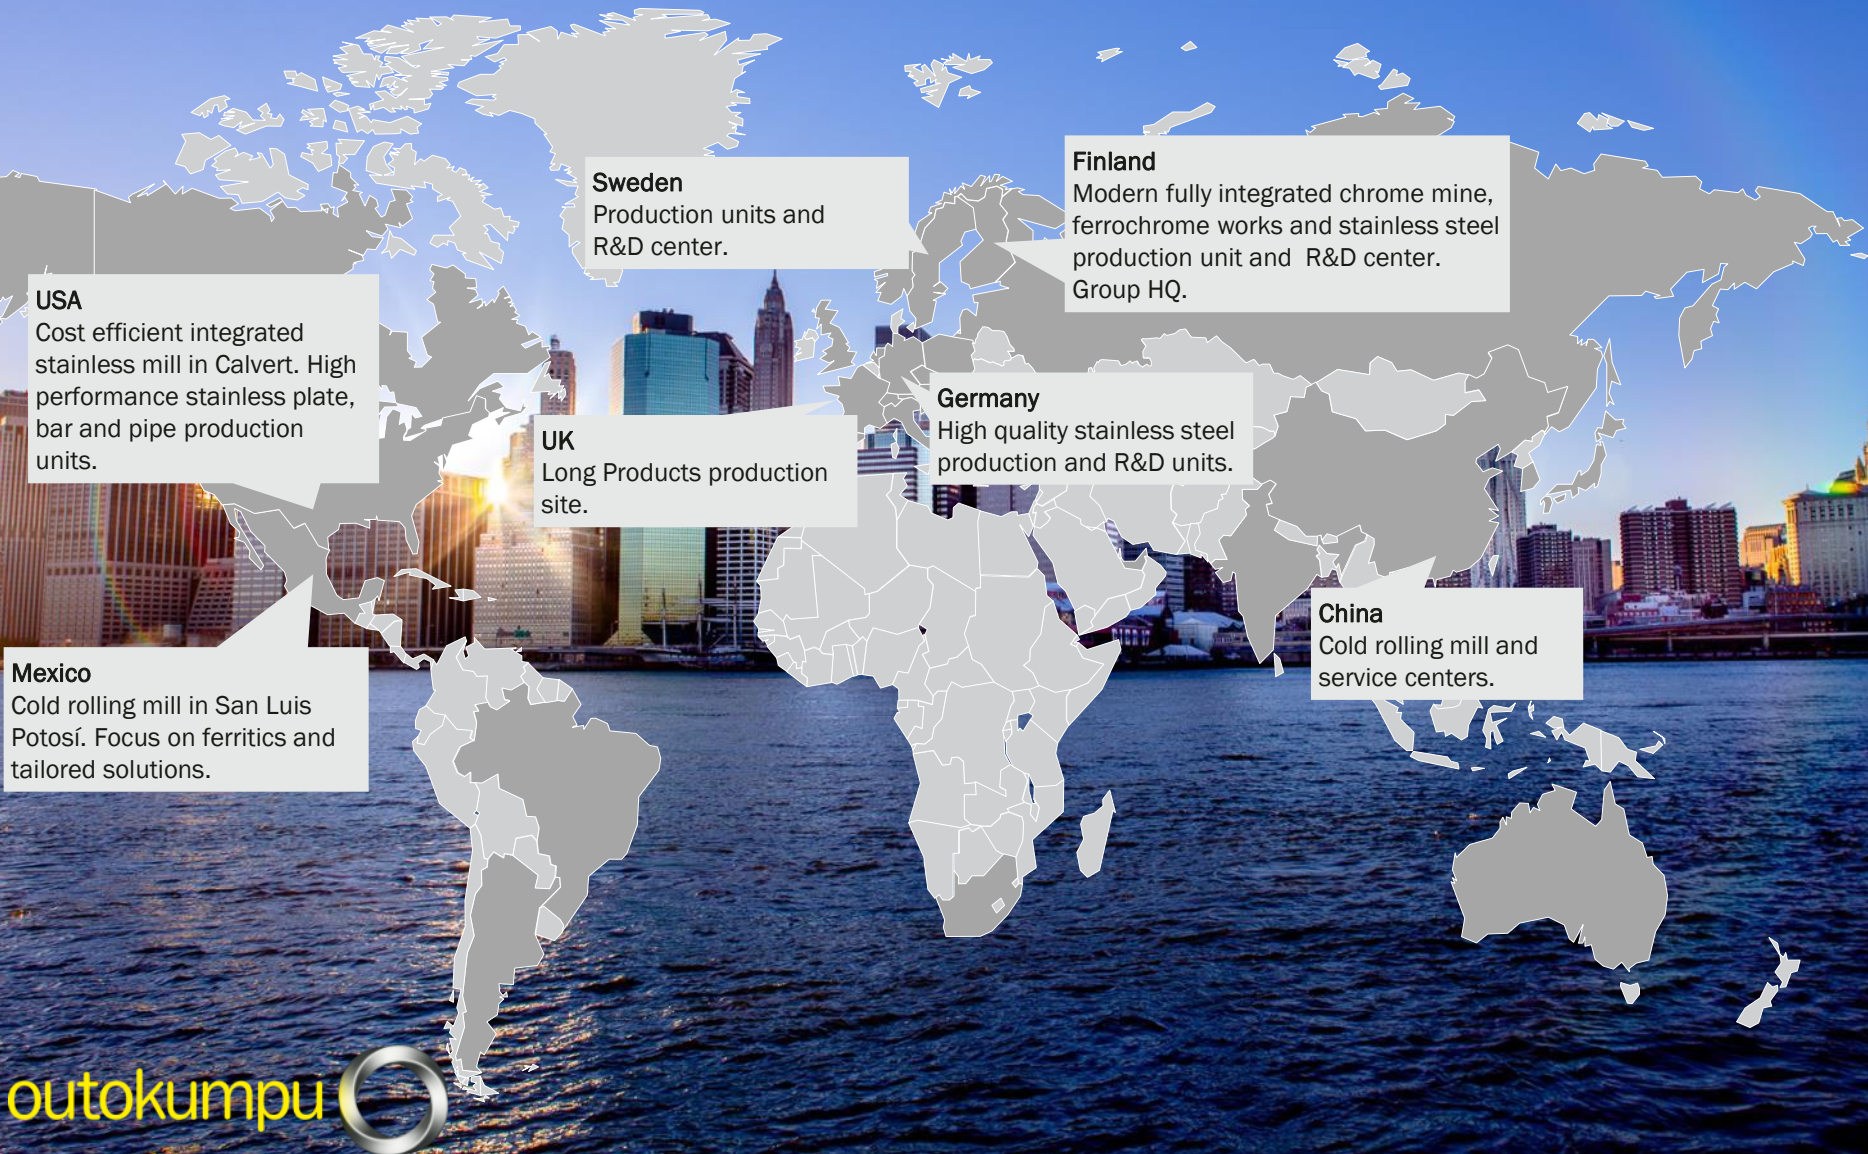 Sweden
Production units and
R&D center.
Finland
Modern fully integrated chrome mine,
ferrochrome works and stainless steel
production unit and  R&D center.
Group HQ.
USA
Cost efficient integrated
stainless mill in Calvert. High
performance stainless plate,
bar and pipe production
units.
UK
Long Products production
site.
Germany
High quality stainless steel
production and R&D units.
China
Cold rolling mill and
service centers.
Mexico
Cold rolling mill in San Luis
Potosí. Focus on ferritics and
tailored solutions.
outokumpu